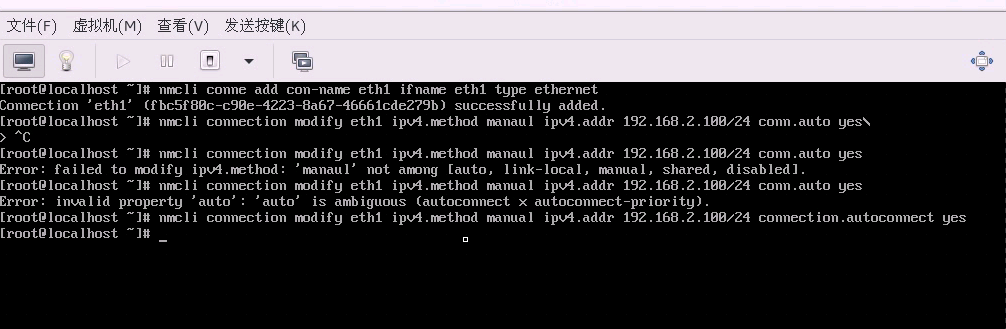 文件(F) 虚拟机(M) 查看(V) 发送按键(K)
[root@localhost ~]# nmcli conne add con-name eth1 ifname eth1 type ethernet
Connection 'eth1' (fbc5f80c-c90e-4223-8a67-46661cde279b) successfully added.
[root@localhost ~]# nmcli connection modify eth1 ipv4.method manaul ipv4.addr 192.168.2.100/24 conn.auto yes\
> ^C
[root@localhost ~]# nmcli connection modify eth1 ipv4.method manaul ipv4.addr 192.168.2.100/24 conn.auto yes
Error: failed to modify ipv4.method: 'manaul' not among [auto, link-local, manual, shared, disabled].
[root@localhost ~]# nmcli connection modify eth1 ipv4.method manual ipv4.addr 192.168.2.100/24 conn.auto yes
Error: invalid property 'auto': 'auto' is ambiguous (autoconnect x autoconnect-priority).
[root@localhost ~]# nmcli connection modify eth1 ipv4.method manual ipv4.addr 192.168.2.100/24 connection.autoconnect yes
[root@localhost ~]# _